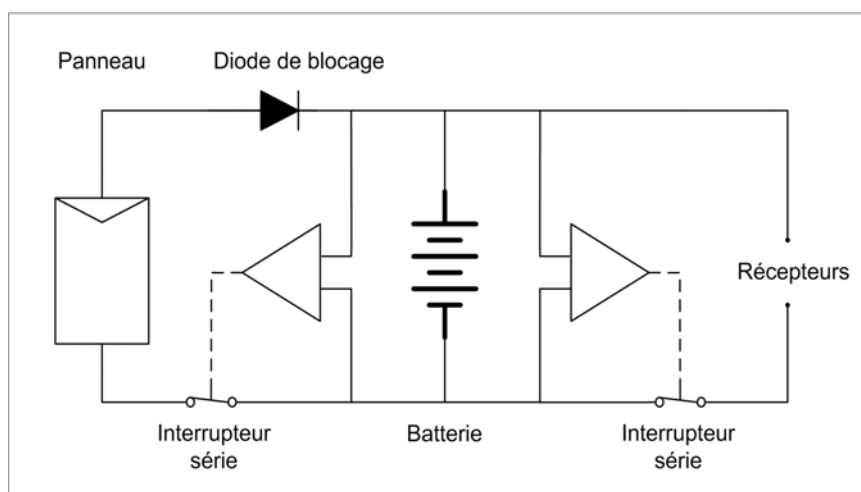 Panneau
Diode de blocage
Récepteurs
Interrupteur
série
Batterie
Interrupteur
série